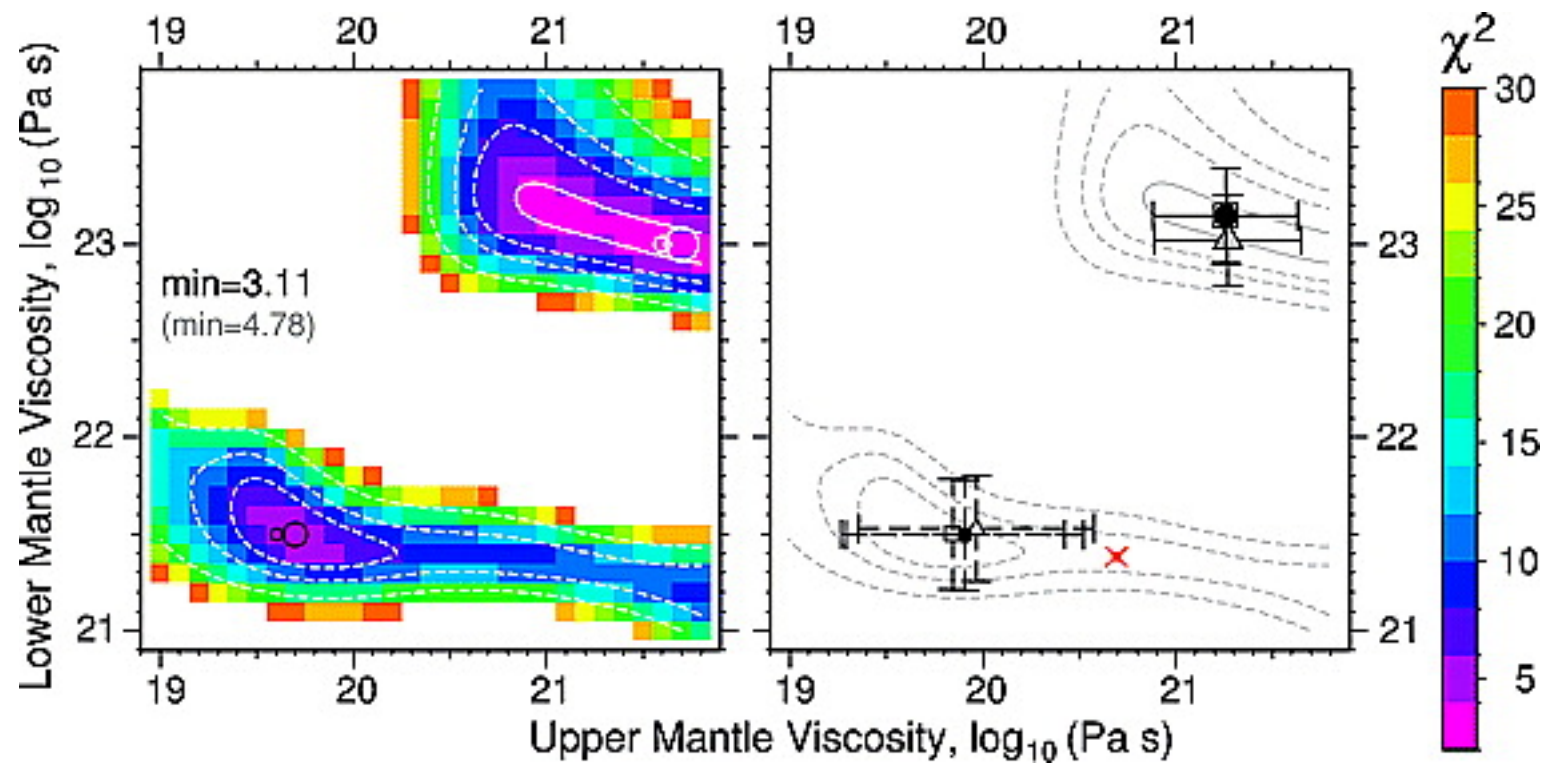 19 20 21 19 20 21
χ²
30
25
20
15
10
5
Lower Mantle Viscosity, log₁₀ (Pa s)
23
22
21
min=3.11
(min=4.78)
23
22
21
19 20 21 19 20 21
Upper Mantle Viscosity, log₁₀ (Pa s)